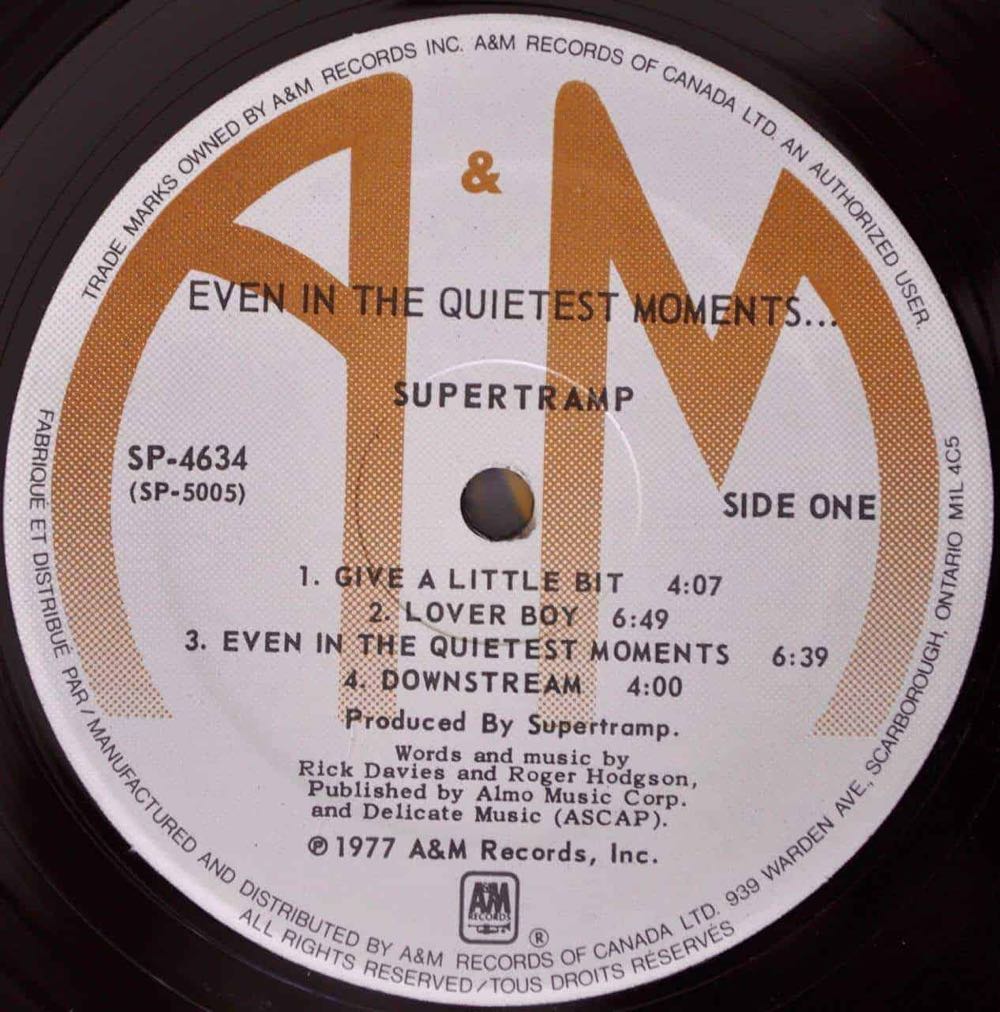 TRADE MARKS OWNED BY A&M RECORDS INC. A&M RECORDS OF CANADA LTD. AN AUTHORIZED USER.
A & M
EVEN IN THE QUIETEST MOMENTS...
SUPERTRAMP
SP-4634
(SP-5005)
SIDE ONE
1. GIVE A LITTLE BIT 4:07
2. LOVER BOY 6:49
3. EVEN IN THE QUIETEST MOMENTS 6:39
4. DOWNSTREAM 4:00
Produced By Supertramp.
Words and music by
Rick Davies and Roger Hodgson,
Published by Almo Music Corp.
and Delicate Music (ASCAP).
℗ 1977 A&M Records, Inc.
A&M
RECORDS
®
FABRIQUÉ ET DISTRIBUÉ PAR / MANUFACTURED AND DISTRIBUTED BY A&M RECORDS OF CANADA LTD. 939 WARDEN AVE., SCARBOROUGH, ONTARIO M1L 4C5
ALL RIGHTS RESERVED / TOUS DROITS RÉSERVÉS